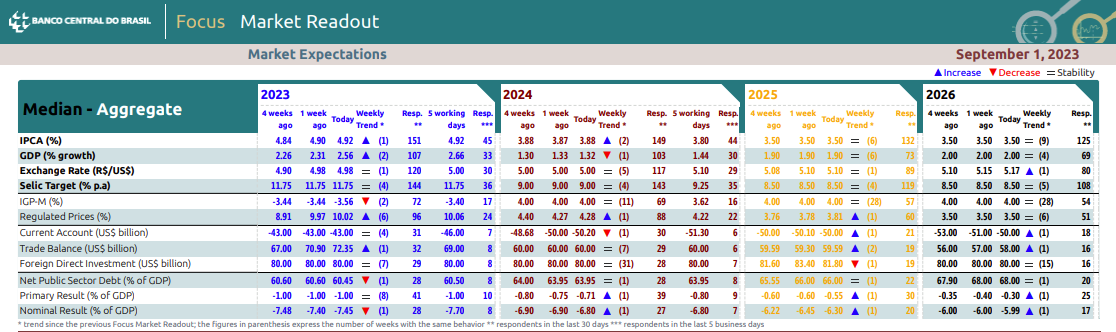 BANCO CENTRAL DO BRASIL Focus Market Readout
Market Expectations September 1, 2023
▲Increase ▼Decrease =Stability
Median - Aggregate
2023 2024 2025 2026
4 weeks ago 1 week ago Today Weekly Trend * Resp. ** 5 working days Resp. *** 4 weeks ago 1 week ago Today Weekly Trend * Resp. ** 5 working days Resp. *** 4 weeks ago 1 week ago Today Weekly Trend * Resp. ** 4 weeks ago 1 week ago Today Weekly Trend * Resp. **
IPCA (%) 4.84 4.90 4.92 ▲ (1) 151 4.92 45 3.88 3.87 3.88 ▲ (2) 149 3.80 44 3.50 3.50 3.50 = (6) 132 3.50 3.50 3.50 = (9) 125
GDP (% growth) 2.26 2.31 2.56 ▲ (2) 107 2.66 33 1.30 1.33 1.32 ▼ (1) 103 1.44 30 1.90 1.90 1.90 = (6) 73 2.00 2.00 2.00 = (4) 69
Exchange Rate (R$/US$) 4.90 4.98 4.98 = (1) 120 5.00 30 5.00 5.00 5.00 = (5) 117 5.00 29 5.08 5.10 5.10 = (1) 89 5.10 5.15 5.17 ▲ (1) 80
Selic Target (% p.a) 11.75 11.75 11.75 = (4) 144 11.75 36 9.00 9.00 9.00 = (4) 143 9.25 35 8.50 8.50 8.50 = (4) 119 8.50 8.50 8.50 = (5) 108
IGP-M (%) -3.44 -3.44 -3.56 ▼ (2) 72 -3.40 17 4.00 4.00 4.00 = (11) 69 3.62 16 4.00 4.00 4.00 = (28) 57 4.00 4.00 4.00 = (28) 54
Regulated Prices (%) 8.91 9.97 10.02 ▲ (6) 96 10.06 24 4.40 4.27 4.28 ▲ (1) 88 4.22 22 3.76 3.78 3.81 ▲ (1) 60 3.50 3.50 3.50 = (6) 51
Current Account (US$ billion) -43.00 -43.00 -43.00 = (4) 31 -46.00 7 -48.68 -50.00 -50.20 ▼ (1) 30 -51.30 6 -50.00 -50.10 -50.00 ▲ (1) 21 -53.00 -51.00 -50.00 ▲ (1) 18
Trade Balance (US$ billion) 67.00 70.90 72.35 ▲ (1) 32 69.00 8 60.00 60.00 60.00 = (7) 29 60.00 6 59.59 59.30 59.59 ▲ (2) 19 56.00 57.00 58.00 ▲ (1) 16
Foreign Direct Investment (US$ billion) 80.00 80.00 80.00 = (7) 29 80.00 8 80.00 80.00 80.00 = (31) 28 80.00 7 81.60 83.40 81.80 ▼ (1) 19 80.00 80.00 80.00 = (15) 16
Net Public Sector Debt (% of GDP) 60.60 60.60 60.45 ▼ (1) 28 60.50 8 64.00 63.95 63.95 = (1) 28 63.95 8 65.55 66.00 66.00 = (1) 22 67.90 68.00 68.00 = (1) 20
Primary Result (% of GDP) -1.00 -1.00 -1.00 = (8) 41 -1.00 10 -0.80 -0.75 -0.71 ▲ (1) 39 -0.80 9 -0.60 -0.60 -0.55 ▲ (1) 30 -0.35 -0.40 -0.30 ▲ (1) 25
Nominal Result (% of GDP) -7.48 -7.40 -7.45 ▼ (1) 28 -7.70 8 -6.90 -6.90 -6.80 ▲ (1) 27 -6.80 7 -6.22 -6.45 -6.30 ▲ (2) 20 -6.00 -6.00 -5.99 ▲ (1) 17
* trend since the previous Focus Market Readout; the figures in parenthesis express the number of weeks with the same behavior ** respondents in the last 30 days *** respondents in the last 5 business days